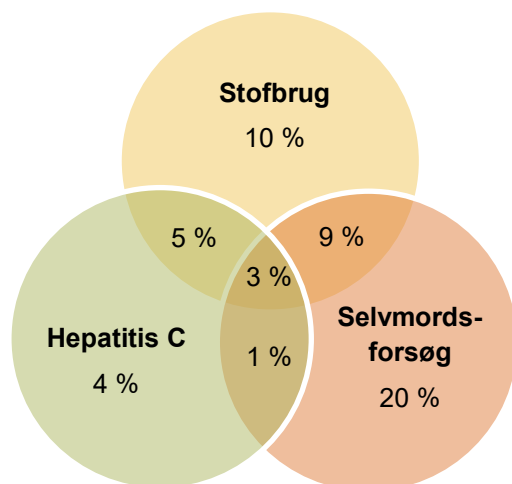 Stofbrug
10 %
5 %
9 %
3 %
Hepatitis C
4 %
1 %
Selvmords-
forsøg
20 %